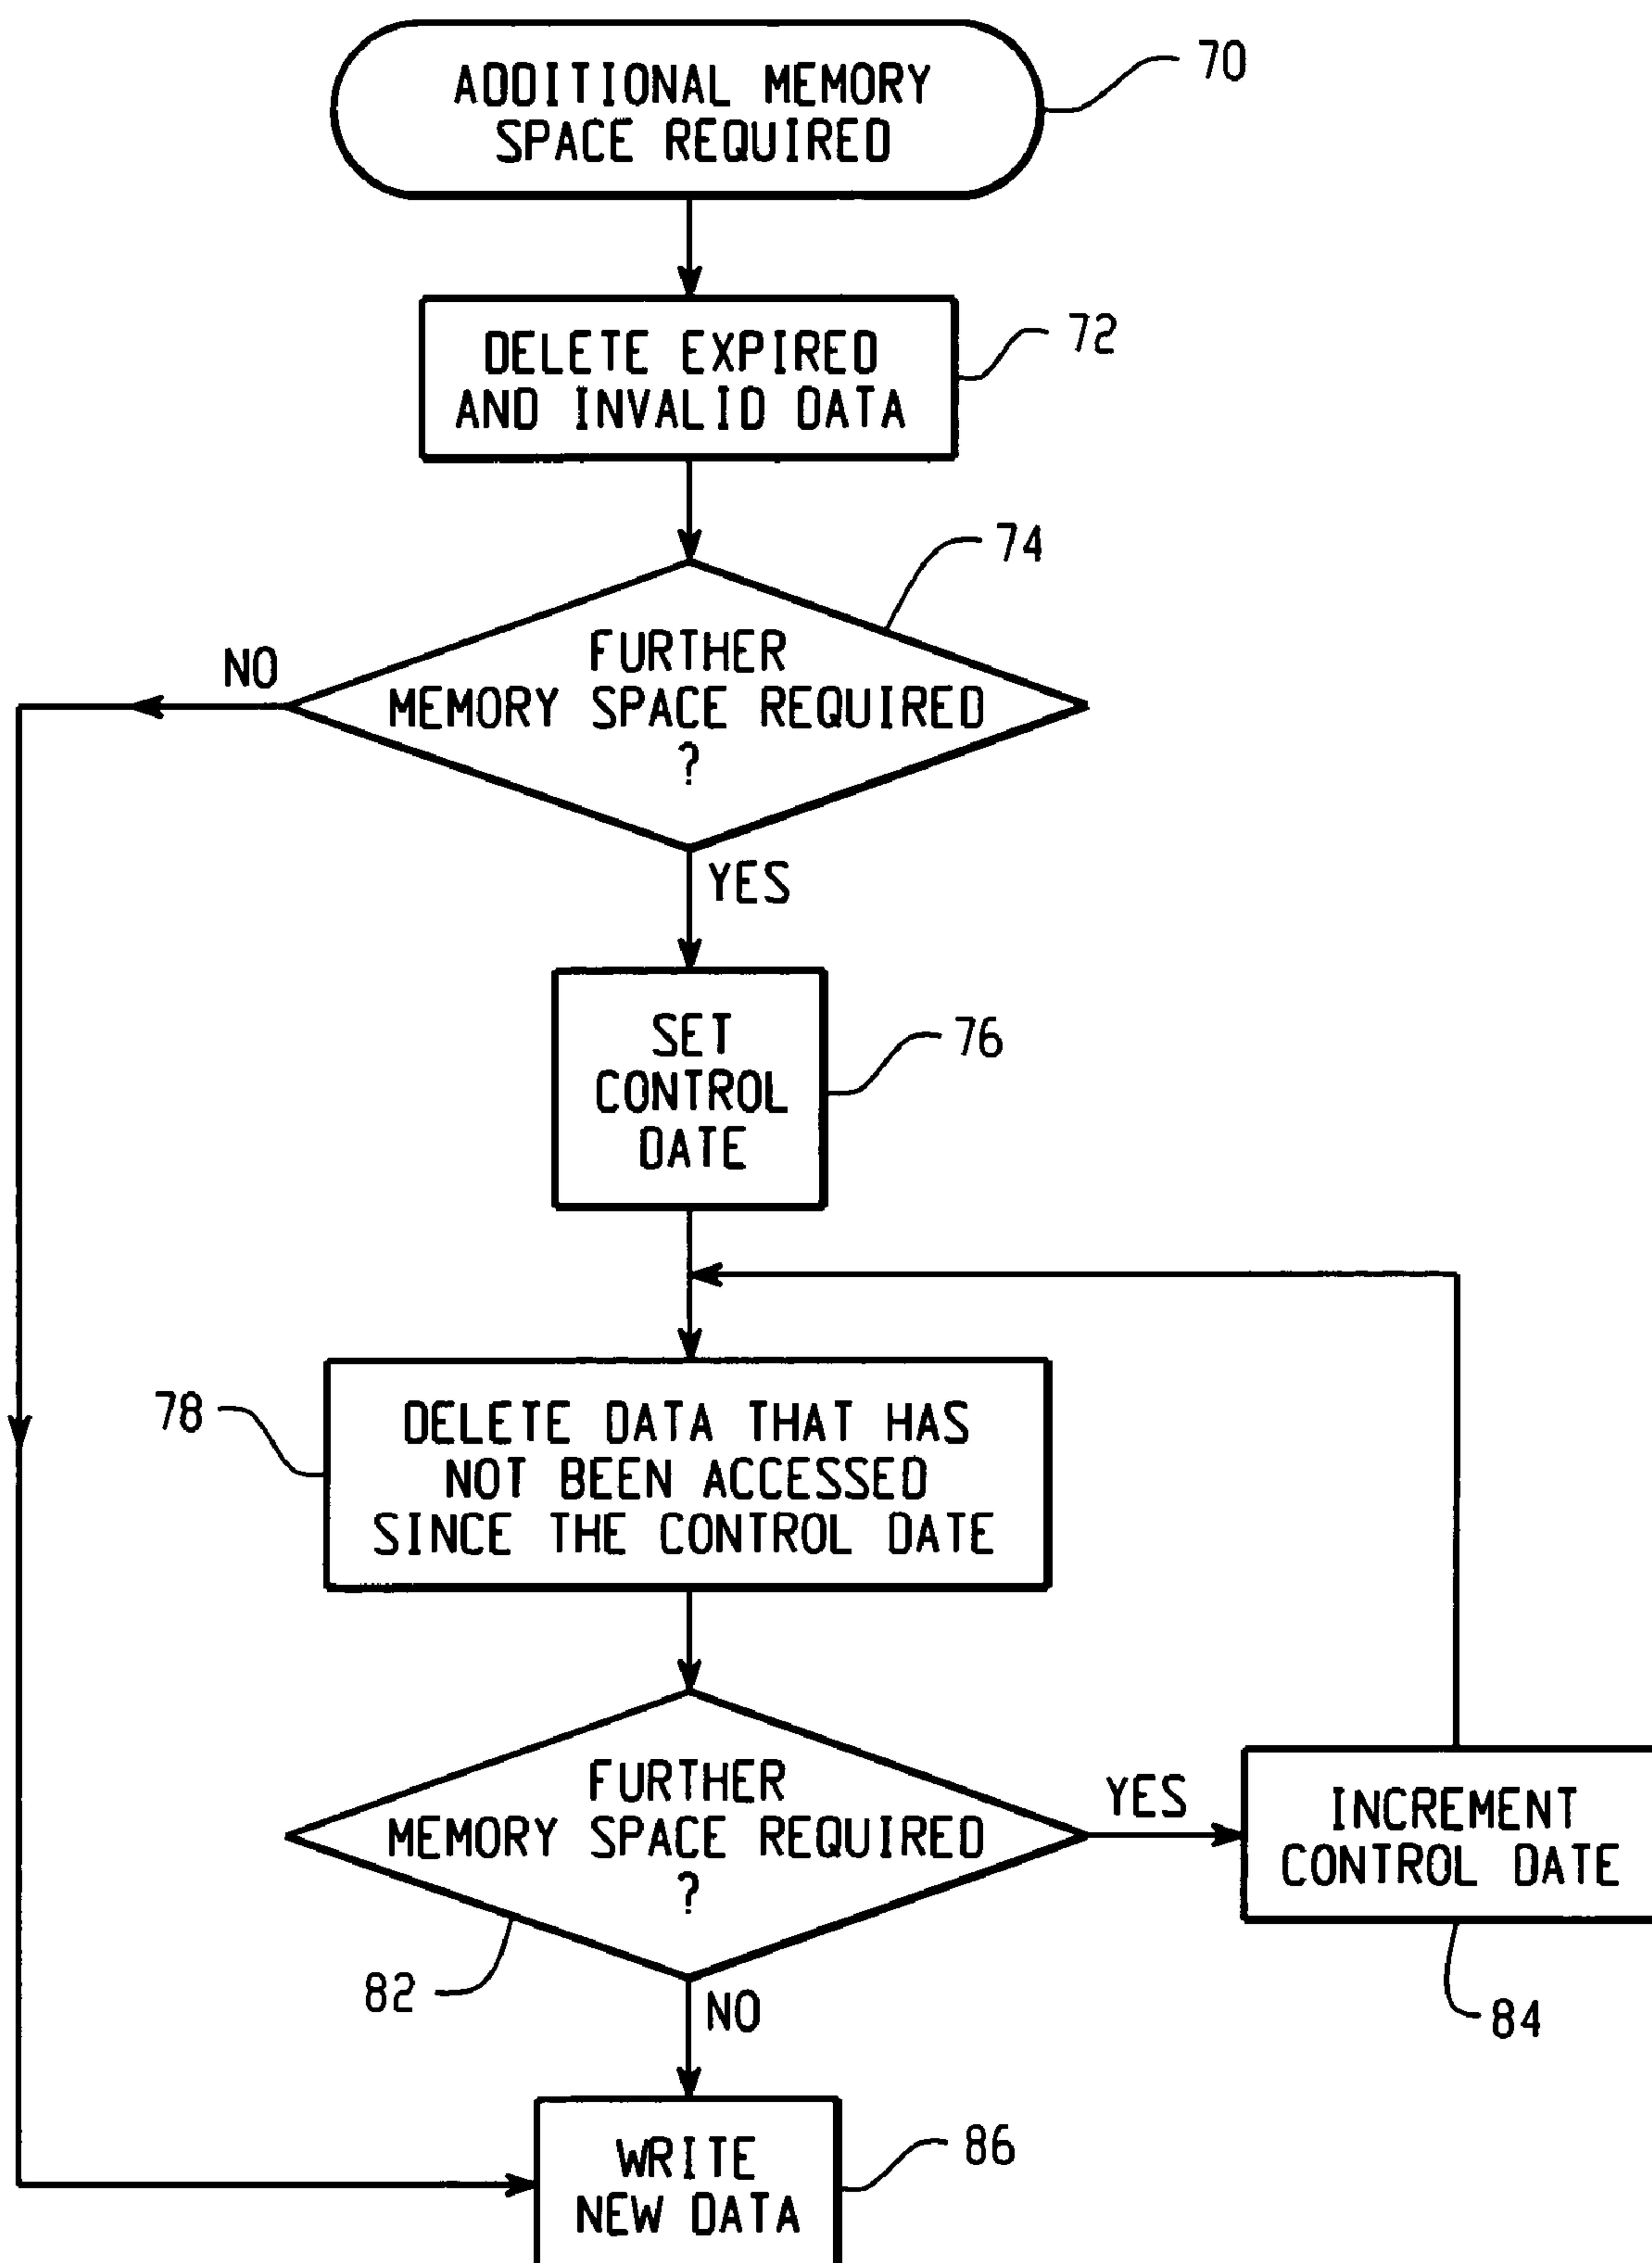 ADDITIONAL MEMORY
SPACE REQUIRED
70
DELETE EXPIRED
AND INVALID DATA
72
74
FURTHER
MEMORY SPACE REQUIRED
?
NO
YES
SET
CONTROL
DATE
76
78
DELETE DATA THAT HAS
NOT BEEN ACCESSED
SINCE THE CONTROL DATE
FURTHER
MEMORY SPACE REQUIRED
?
YES
INCREMENT
CONTROL DATE
82
NO
84
WRITE
NEW DATA
86